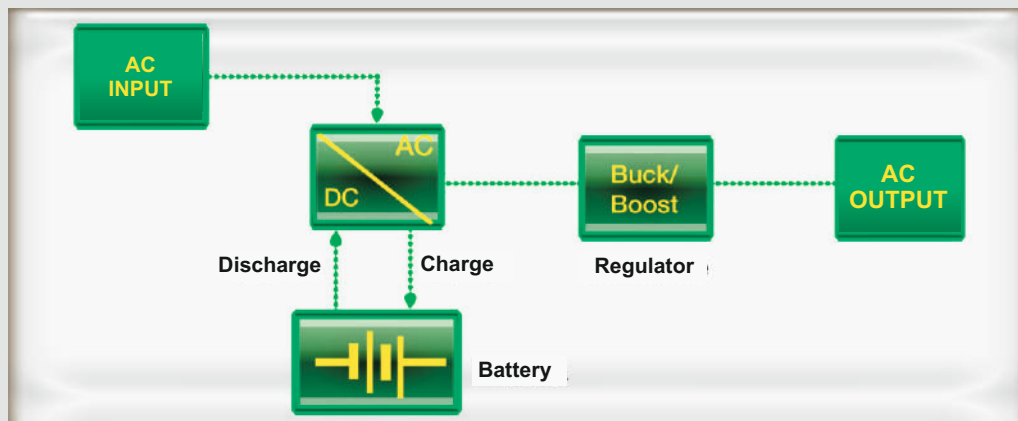 AC
INPUT
AC
DC
Buck/
Boost
AC
OUTPUT
Discharge
Charge
Regulator
Battery